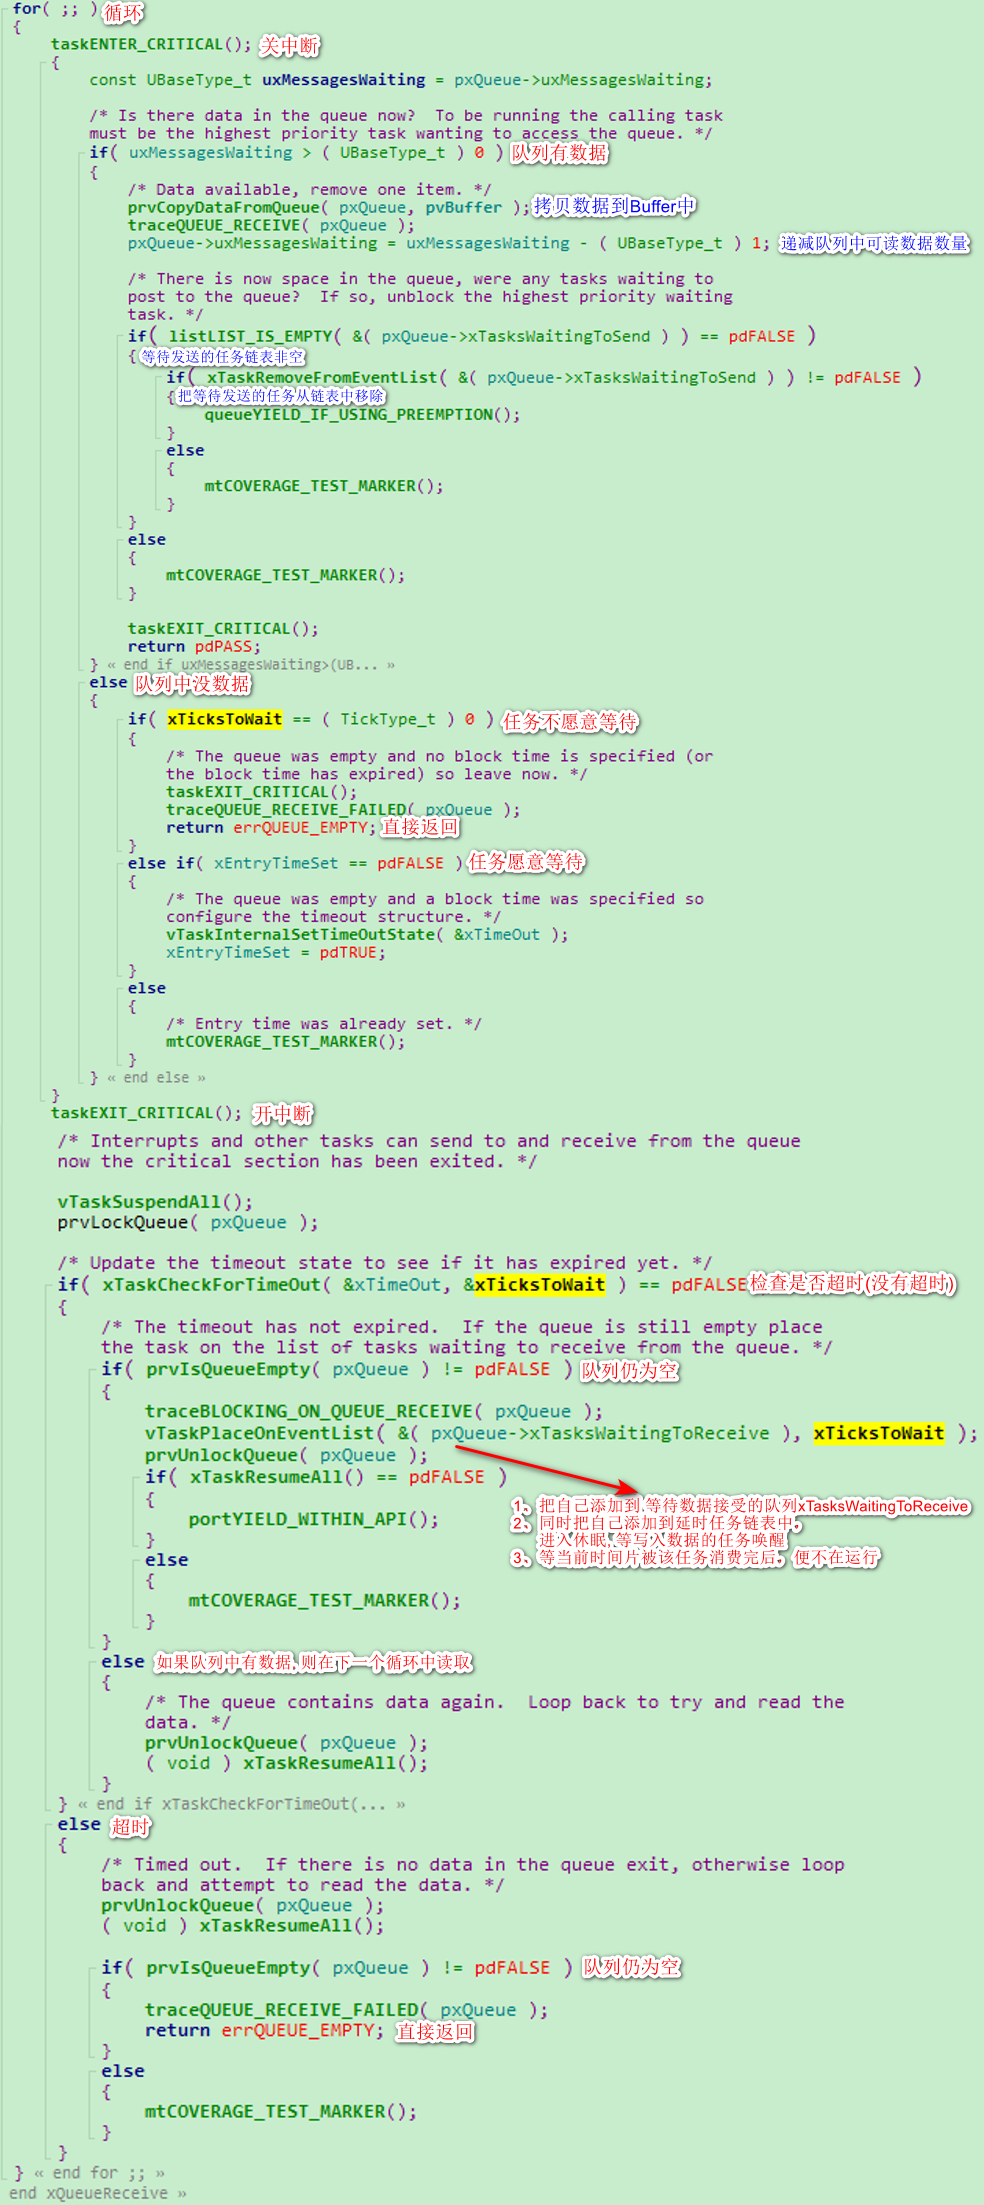 for( ;; ) 循环
{
taskENTER_CRITICAL(); 关中断
{
const UBaseType_t uxMessagesWaiting = pxQueue->uxMessagesWaiting;
/* Is there data in the queue now?  To be running the calling task
must be the highest priority task wanting to access the queue. */
if( uxMessagesWaiting > ( UBaseType_t ) 0 ) 队列有数据
{
/* Data available, remove one item. */
prvCopyDataFromQueue( pxQueue, pvBuffer ); 拷贝数据到Buffer中
traceQUEUE_RECEIVE( pxQueue );
pxQueue->uxMessagesWaiting = uxMessagesWaiting - ( UBaseType_t ) 1; 递减队列中可读数据数量
/* There is now space in the queue, were any tasks waiting to
post to the queue?  If so, unblock the highest priority waiting
task. */
if( listLIST_IS_EMPTY( &( pxQueue->xTasksWaitingToSend ) ) == pdFALSE )
{ 等待发送的任务链表非空
if( xTaskRemoveFromEventList( &( pxQueue->xTasksWaitingToSend ) ) != pdFALSE )
{ 把等待发送的任务从链表中移除
queueYIELD_IF_USING_PREEMPTION();
}
else
{
mtCOVERAGE_TEST_MARKER();
}
}
else
{
mtCOVERAGE_TEST_MARKER();
}
taskEXIT_CRITICAL();
return pdPASS;
} « end if uxMessagesWaiting>(UB... »
else 队列中没数据
{
if( xTicksToWait == ( TickType_t ) 0 ) 任务不愿意等待
{
/* The queue was empty and no block time is specified (or
the block time has expired) so leave now. */
taskEXIT_CRITICAL();
traceQUEUE_RECEIVE_FAILED( pxQueue );
return errQUEUE_EMPTY; 直接返回
}
else if( xEntryTimeSet == pdFALSE ) 任务愿意等待
{
/* The queue was empty and a block time was specified so
configure the timeout structure. */
vTaskInternalSetTimeOutState( &xTimeOut );
xEntryTimeSet = pdTRUE;
}
else
{
/* Entry time was already set. */
mtCOVERAGE_TEST_MARKER();
}
} « end else »
}
taskEXIT_CRITICAL(); 开中断
/* Interrupts and other tasks can send to and receive from the queue
now the critical section has been exited. */
vTaskSuspendAll();
prvLockQueue( pxQueue );
/* Update the timeout state to see if it has expired yet. */
if( xTaskCheckForTimeOut( &xTimeOut, &xTicksToWait ) == pdFALSE 检查是否超时(没有超时)
{
/* The timeout has not expired.  If the queue is still empty place
the task on the list of tasks waiting to receive from the queue. */
if( prvIsQueueEmpty( pxQueue ) != pdFALSE ) 队列仍为空
{
traceBLOCKING_ON_QUEUE_RECEIVE( pxQueue );
vTaskPlaceOnEventList( &( pxQueue->xTasksWaitingToReceive ), xTicksToWait );
prvUnlockQueue( pxQueue );
if( xTaskResumeAll() == pdFALSE )
{
portYIELD_WITHIN_API();
}
else
{
mtCOVERAGE_TEST_MARKER();
}
1、把自己添加到,等待数据接受的队列xTasksWaitingToReceive
2、同时把自己添加到延时任务链表中,
进入休眠,等写入数据的任务唤醒
3、等当前时间片被该任务消费完后,便不在运行
}
else 如果队列中有数据,则在下一个循环中读取
{
/* The queue contains data again.  Loop back to try and read the
data. */
prvUnlockQueue( pxQueue );
( void ) xTaskResumeAll();
}
} « end if xTaskCheckForTimeOut(... »
else 超时
{
/* Timed out.  If there is no data in the queue exit, otherwise loop
back and attempt to read the data. */
prvUnlockQueue( pxQueue );
( void ) xTaskResumeAll();
if( prvIsQueueEmpty( pxQueue ) != pdFALSE ) 队列仍为空
{
traceQUEUE_RECEIVE_FAILED( pxQueue );
return errQUEUE_EMPTY; 直接返回
}
else
{
mtCOVERAGE_TEST_MARKER();
}
}
} « end for ;; »
end xQueueReceive »